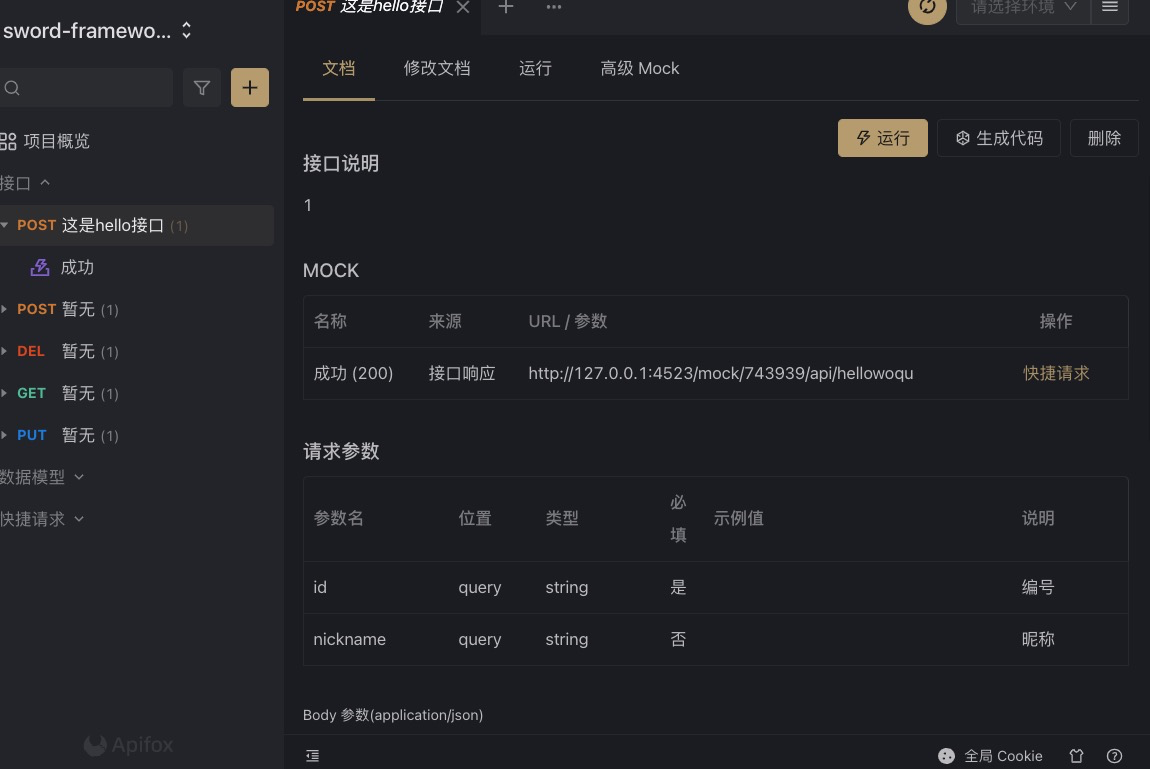 sword-framewo...
项目概览
接口
POST 这是hello接口 (1)
成功
POST 暂无 (1)
DEL 暂无 (1)
GET 暂无 (1)
PUT 暂无 (1)
数据模型
快捷请求
Apifox
POST 这是hello接口
请选择环境
文档 修改文档 运行 高级 Mock
运行 生成代码 删除
接口说明
1
MOCK
名称 来源 URL / 参数 操作
成功 (200) 接口响应 http://127.0.0.1:4523/mock/743939/api/hellowoqu 快捷请求
请求参数
参数名 位置 类型 必填 示例值 说明
id query string 是 编号
nickname query string 否 昵称
Body 参数(application/json)
全局 Cookie